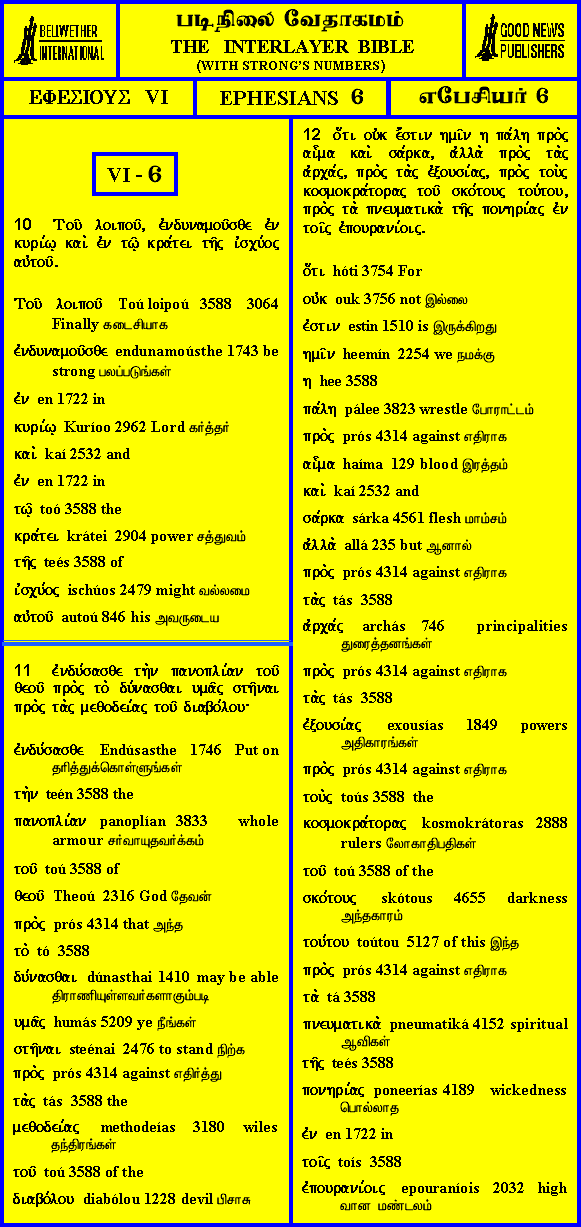 BELIWETHER
INTERNATIONAL
படிநிலை வேதாகமம்
THE INTERLAYER BIBLE
(WITH STRONG'S NUMBERS)
GOOD NEWS
PUBLISHERS
ΕΦΕΣΙΟΥΣ VI
EPHESIANS 6
எபேசியர் 6
VI - 6
10 Τοῦ λοιποῦ, ἐνδυναμοῦσθε ἐν
κυρίῳ καὶ ἐν τῷ κράτει τῆς ἰσχύος
αὐτοῦ.
Τοῦ λοιποῦ Toú loipoú 3588 3064
Finally கடைசியாக
ἐνδυναμοῦσθε endunamoústhe 1743 be
strong பலப்படுங்கள்
ἐν en 1722 in
κυρίῳ Kuríoo 2962 Lord கர்த்தர்
καὶ kaí 2532 and
ἐν en 1722 in
τῷ toó 3588 the
κράτει krátei 2904 power சத்துவம்
τῆς teés 3588 of
ἰσχύος ischúos 2479 might வல்லமை
αὐτοῦ autoú 846 his அவருடைய
11 ἐνδύσασθε τὴν πανοπλίαν τοῦ
θεοῦ πρὸς τὸ δύνασθαι υμᾶς στῆναι
πρὸς τὰς μεθοδείας τοῦ διαβόλου·
ἐνδύσασθε Endúsasthe 1746 Put on
தரித்துக்கொள்ளுங்கள்
τὴν teén 3588 the
πανοπλίαν panoplían 3833 whole
armour சர்வாயுதவர்க்கம்
τοῦ toú 3588 of
θεοῦ Theoú 2316 God தேவன்
πρὸς prós 4314 that அந்த
τὸ tó 3588
δύνασθαι dúnasthai 1410 may be able
திராணியுள்ளவர்களாகும்படி
υμᾶς humás 5209 ye நீங்கள்
στῆναι steénai 2476 to stand நிற்க
πρὸς prós 4314 against எதிர்த்து
τὰς tás 3588 the
μεθοδείας methodeías 3180 wiles
தந்திரங்கள்
τοῦ toú 3588 of the
διαβόλου diabólou 1228 devil பிசாசு
12 ὅτι οὐκ ἔστιν ημῖν η πάλη πρὸς
αἷμα καὶ σάρκα, ἀλλὰ πρὸς τὰς
ἀρχάς, πρὸς τὰς ἐξουσίας, πρὸς τοὺς
κοσμοκράτορας τοῦ σκότους τούτου,
πρὸς τὰ πνευματικὰ τῆς πονηρίας ἐν
τοῖς ἐπουρανίοις.
ὅτι hóti 3754 For
οὐκ ouk 3756 not இல்லை
ἐστιν estin 1510 is இருக்கிறது
ημῖν heemín 2254 we நமக்கு
η hee 3588
πάλη pálee 3823 wrestle போராட்டம்
πρὸς prós 4314 against எதிராக
αἷμα haíma 129 blood இரத்தம்
καὶ kaí 2532 and
σάρκα sárka 4561 flesh மாம்சம்
ἀλλὰ allá 235 but ஆனால்
πρὸς prós 4314 against எதிராக
τὰς tás 3588
ἀρχάς archás 746 principalities
துரைத்தனங்கள்
πρὸς prós 4314 against எதிராக
τὰς tás 3588
ἐξουσίας exousías 1849 powers
அதிகாரங்கள்
πρὸς prós 4314 against எதிராக
τοὺς toús 3588 the
κοσμοκράτορας kosmokrátoras 2888
rulers லோகாதிபதிகள்
τοῦ toú 3588 of the
σκότους skótous 4655 darkness
அந்தகாரம்
τούτου toútou 5127 of this இந்த
πρὸς prós 4314 against எதிராக
τὰ tá 3588
πνευματικὰ pneumatiká 4152 spiritual
ஆவிகள்
τῆς teés 3588
πονηρίας poneerías 4189 wickedness
பொல்லாத
ἐν en 1722 in
τοῖς toís 3588
ἐπουρανίοις epouraníois 2032 high
வான மண்டலம்